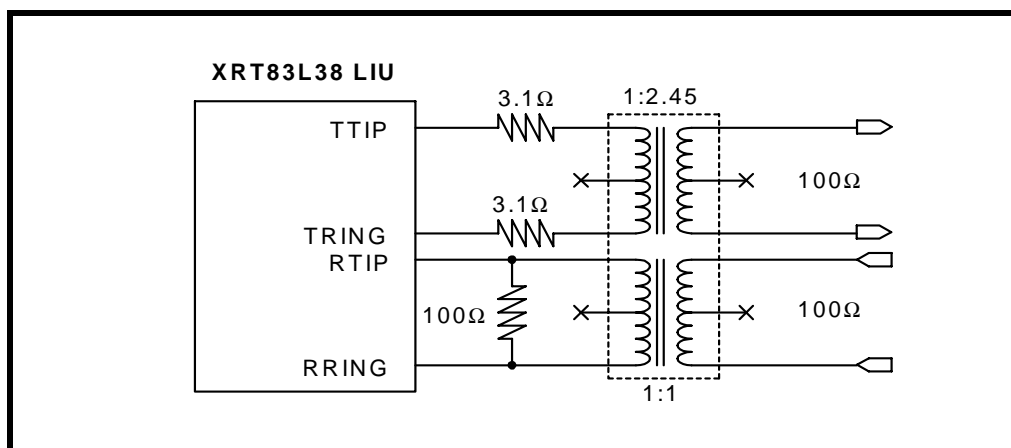 XRT83L38 LIU
3.1Ω
1:2.45
TTIP
100Ω
3.1Ω
TRING
RTIP
100Ω
100Ω
RRING
1:1